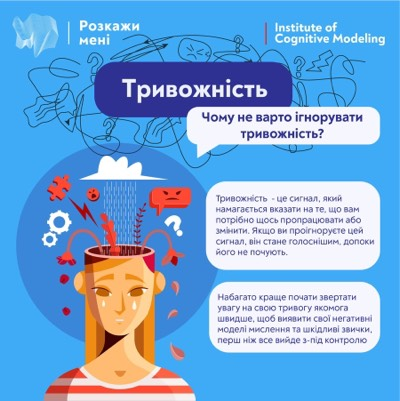 Розкажи
мені
Institute of
Cognitive Modeling
Тривожність
Чому не варто ігнорувати
тривожність?
Тривожність - це сигнал, який
намагається вказати на те, що вам
потрібно щось пропрацювати або
змінити. Якщо ви проігноруєте цей
сигнал, він стане голоснішим, допоки
його не почують.
Набагато краще почати звертати
увагу на свою тривогу якомога
швидше, щоб виявити свої негативні
моделі мислення та шкідливі звички,
перш ніж все вийде з-під контролю